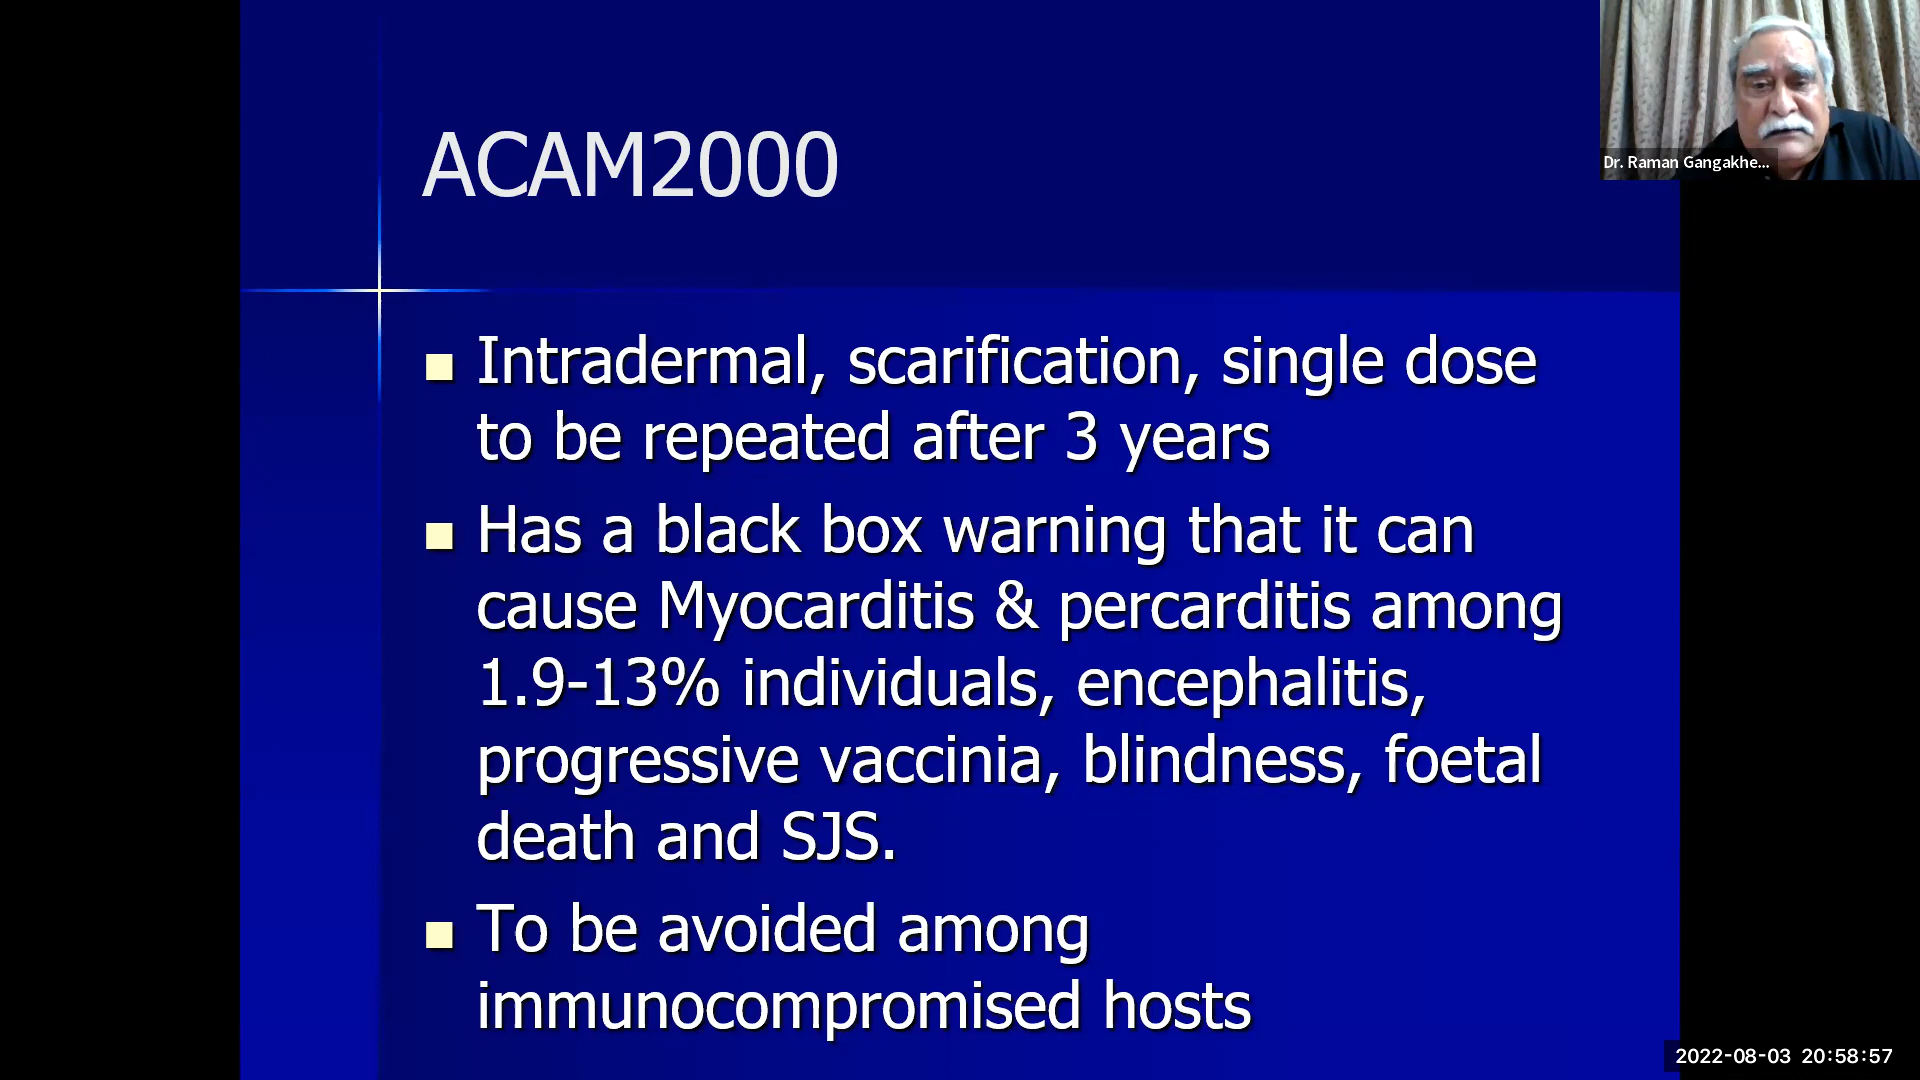 ACAM2000
Intradermal, scarification, single dose
to be repeated after 3 years
Has a black box warning that it can
cause Myocarditis & percarditis among
1.9-13% individuals, encephalitis,
progressive vaccinia, blindness, foetal
death and SJS.
To be avoided among
immunocompromised hosts
Dr. Raman Gangakhe...
2022-08-03 20:58:57